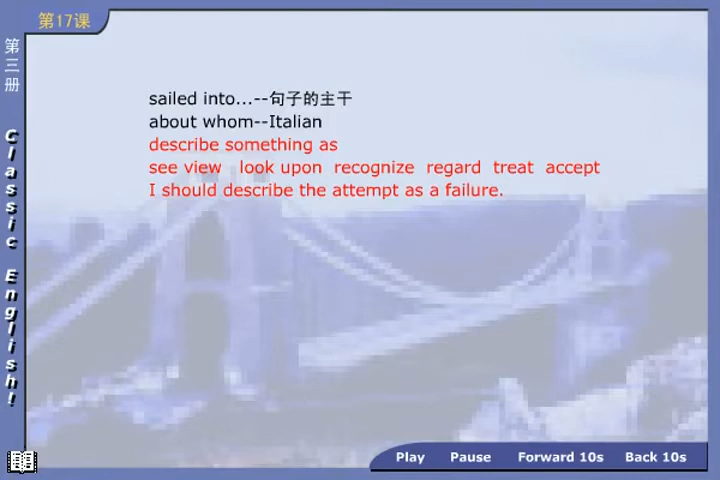 第17课
第三册
Classic English!
sailed into...--句子的主干
about whom--Italian
describe something as
see view look upon recognize regard treat accept
I should describe the attempt as a failure.
Play Pause Forward 10s Back 10s